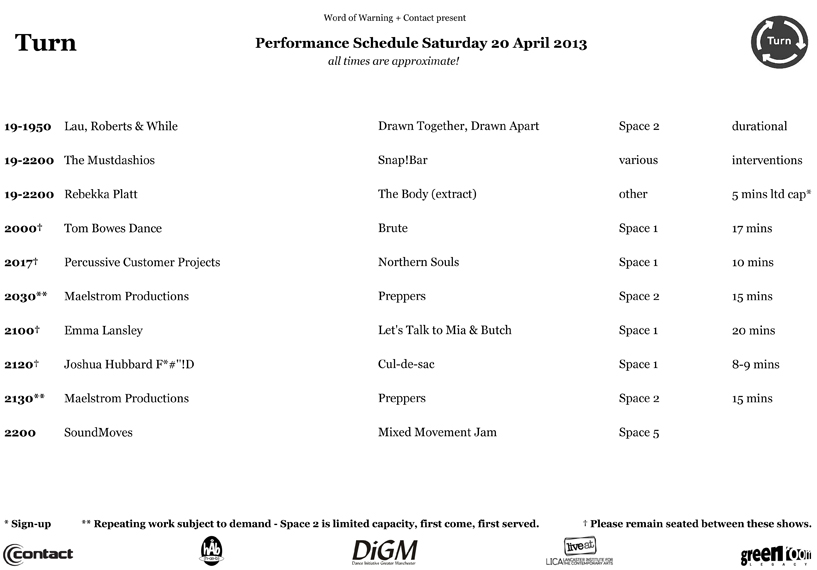 Word of Warning + Contact present
Turn
Performance Schedule Saturday 20 April 2013
all times are approximate!
Turn
19-1950 Lau, Roberts & While Drawn Together, Drawn Apart Space 2 durational
19-2200 The Mustdashios Snap!Bar various interventions
19-2200 Rebekka Platt The Body (extract) other 5 mins ltd cap*
2000† Tom Bowes Dance Brute Space 1 17 mins
2017† Percussive Customer Projects Northern Souls Space 1 10 mins
2030** Maelstrom Productions Preppers Space 2 15 mins
2100† Emma Lansley Let's Talk to Mia & Butch Space 1 20 mins
2120† Joshua Hubbard F*#"!D Cul-de-sac Space 1 8-9 mins
2130** Maelstrom Productions Preppers Space 2 15 mins
2200 SoundMoves Mixed Movement Jam Space 5
* Sign-up ** Repeating work subject to demand - Space 2 is limited capacity, first come, first served. † Please remain seated between these shows.
contact
hAb
DiGM
Dance Initiative Greater Manchester
live at
LICA LANCASTER INSTITUTE FOR THE CONTEMPORARY ARTS
greenroom
LEGACY